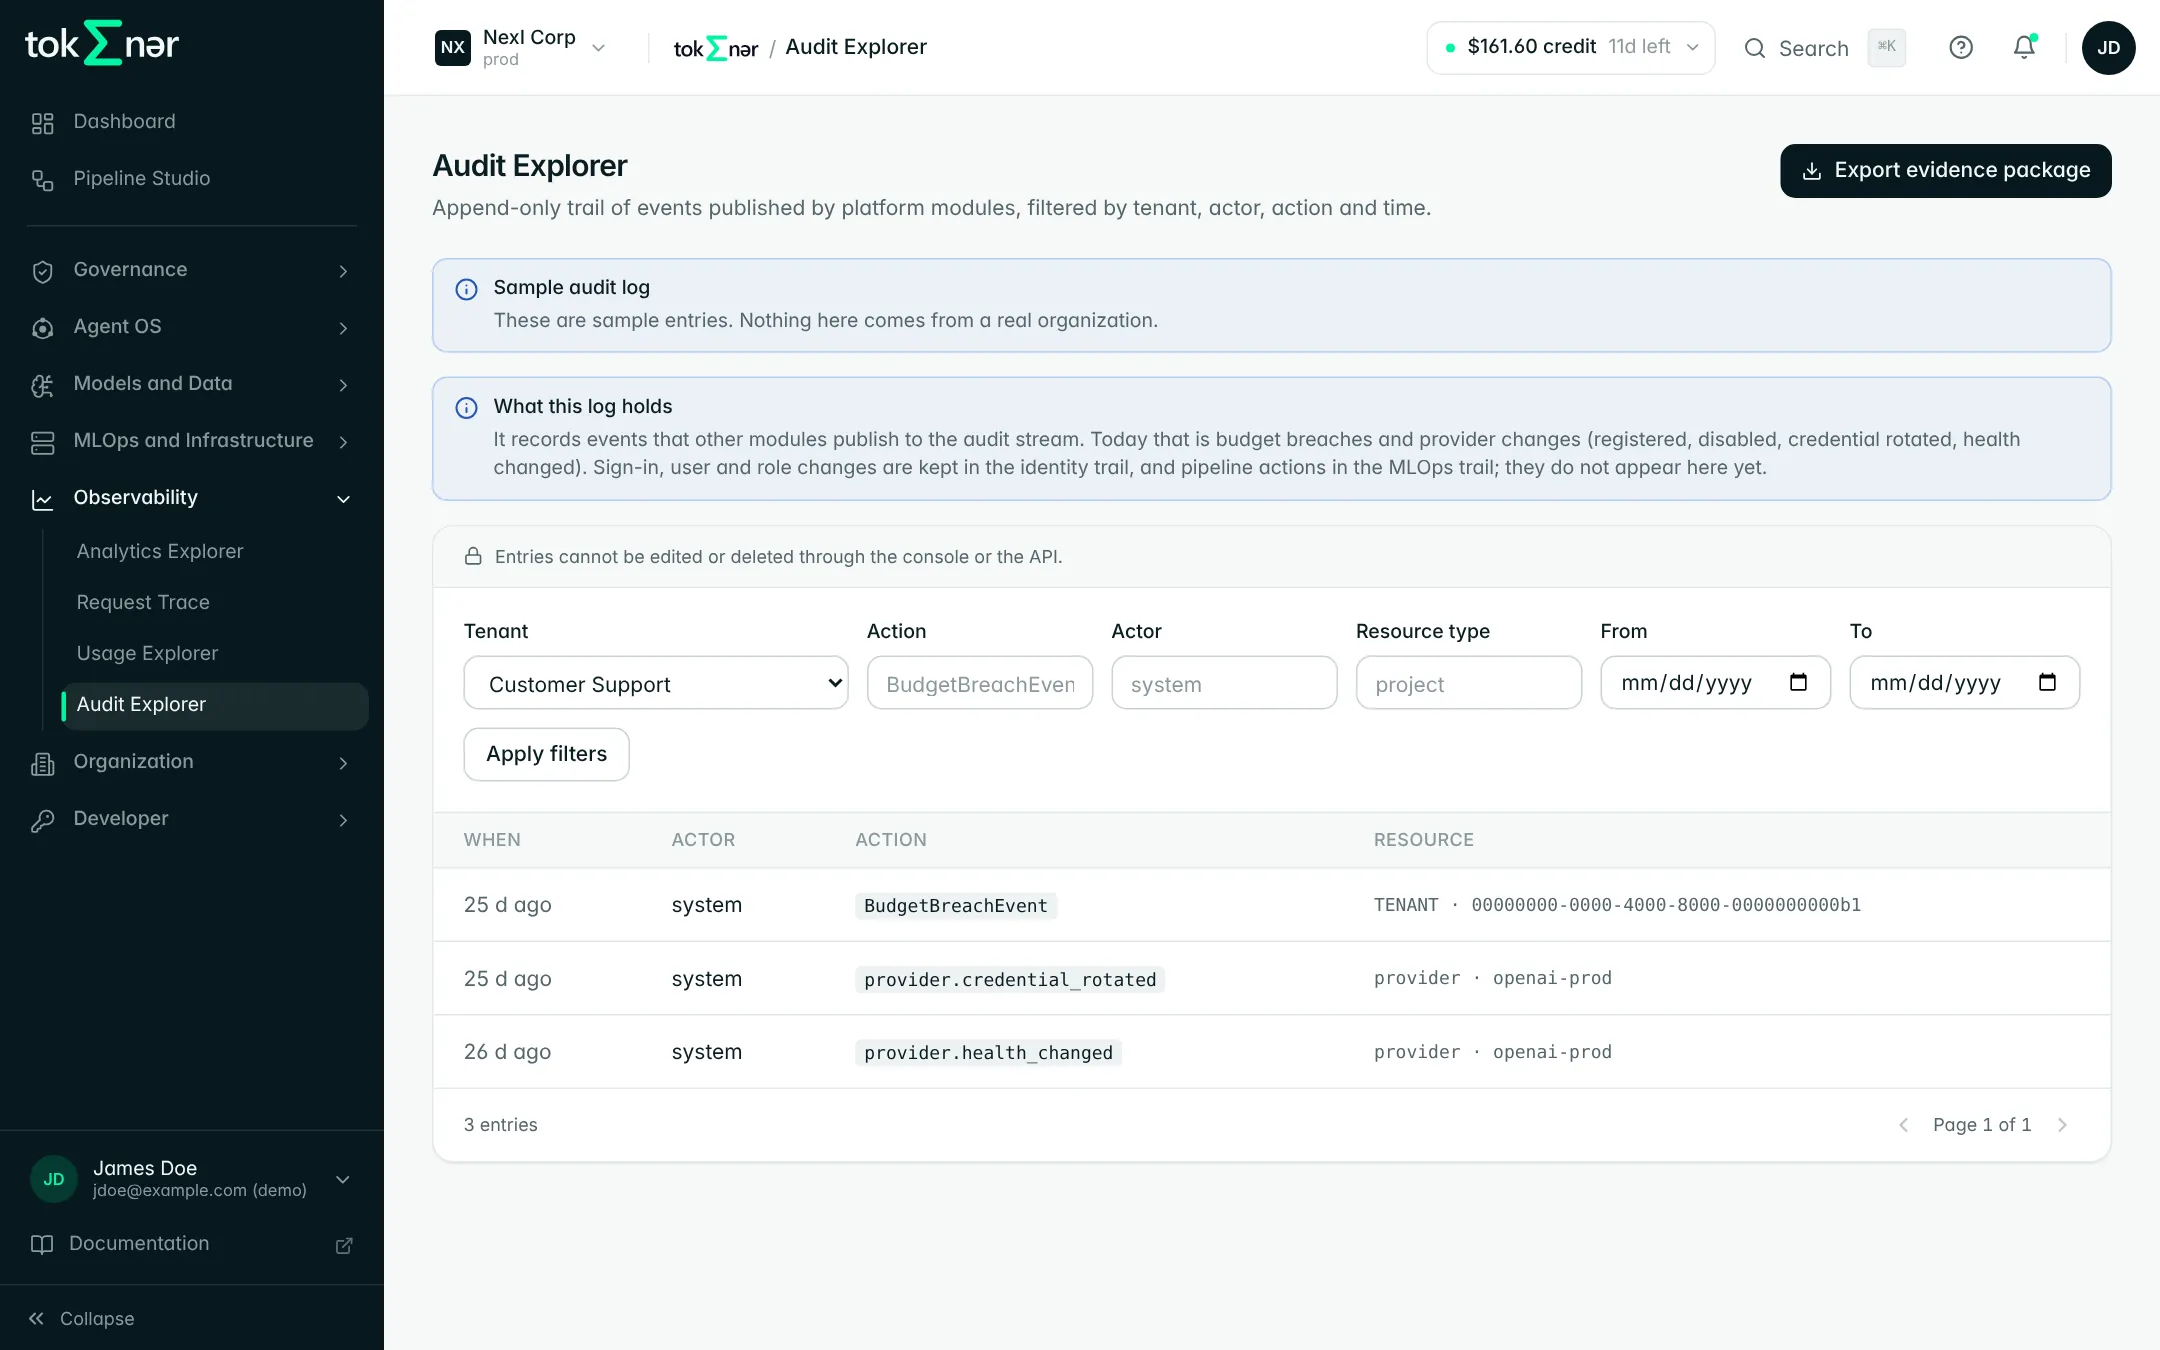 tokΣnər
Dashboard
Pipeline Studio
Governance
Agent OS
Models and Data
MLOps and Infrastructure
Observability
Analytics Explorer
Request Trace
Usage Explorer
Audit Explorer
Organization
Developer
JD
James Doe
jdoe@example.com (demo)
Documentation
Collapse
NX
Nexl Corp
prod
tokΣnər / Audit Explorer
$161.60 credit 11d left
Search ⌘K
JD
Audit Explorer
Append-only trail of events published by platform modules, filtered by tenant, actor, action and time.
Export evidence package
Sample audit log
These are sample entries. Nothing here comes from a real organization.
What this log holds
It records events that other modules publish to the audit stream. Today that is budget breaches and provider changes (registered, disabled, credential rotated, health
changed). Sign-in, user and role changes are kept in the identity trail, and pipeline actions in the MLOps trail; they do not appear here yet.
Entries cannot be edited or deleted through the console or the API.
Tenant Action Actor Resource type From To
Customer Support BudgetBreachEven system project mm/dd/yyyy mm/dd/yyyy
Apply filters
WHEN ACTOR ACTION RESOURCE
25 d ago system BudgetBreachEvent TENANT · 00000000-0000-4000-8000-0000000000b1
25 d ago system provider.credential_rotated provider · openai-prod
26 d ago system provider.health_changed provider · openai-prod
3 entries
Page 1 of 1